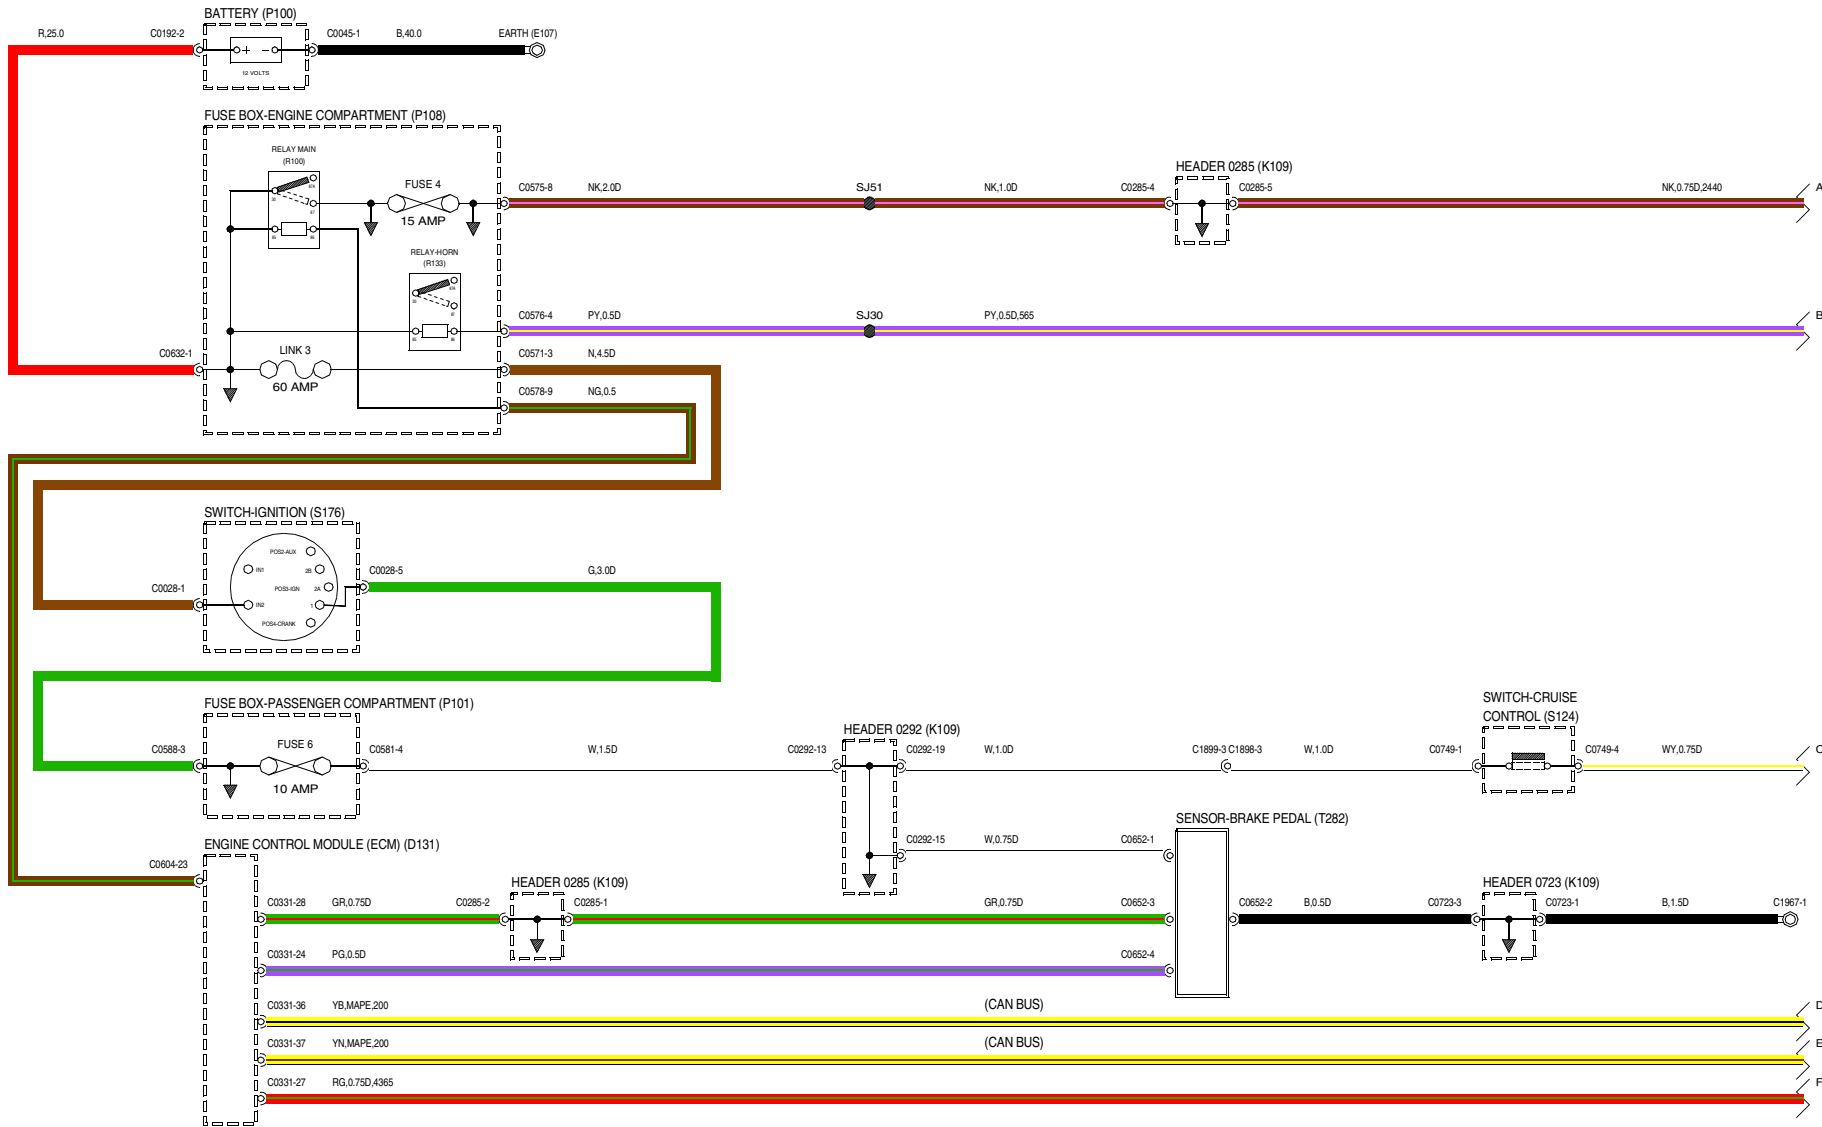 BATTERY (P100)
R,25.0
C0192-2
C0045-1
B,40.0
EARTH (E107)
+ -
12 VOLTS
FUSE BOX-ENGINE COMPARTMENT (P108)
RELAY MAIN
(R100)
87A
30
87
85
86
FUSE 4
15 AMP
C0575-8
NK,2.0D
SJ51
NK,1.0D
C0285-4
HEADER 0285 (K109)
C0285-5
NK,0.75D,2440
A
RELAY-HORN
(R133)
87A
30
87
85
86
C0576-4
PY,0.5D
SJ30
PY,0.5D,565
B
C0632-1
LINK 3
60 AMP
C0571-3
N,4.5D
C0578-9
NG,0.5
SWITCH-IGNITION (S176)
POS2-AUX
IN1
2B
POS3-IGN
2A
IN2
1
POS4-CRANK
C0028-1
C0028-5
G,3.0D
FUSE BOX-PASSENGER COMPARTMENT (P101)
C0588-3
FUSE 6
10 AMP
C0581-4
W,1.5D
C0292-13
HEADER 0292 (K109)
C0292-19
W,1.0D
C1899-3 C1898-3
W,1.0D
C0749-1
SWITCH-CRUISE
CONTROL (S124)
C0749-4
WY,0.75D
C
C0292-15
W,0.75D
C0652-1
SENSOR-BRAKE PEDAL (T282)
ENGINE CONTROL MODULE (ECM) (D131)
C0604-23
C0331-28
GR,0.75D
C0285-2
HEADER 0285 (K109)
C0285-1
GR,0.75D
C0652-3
C0652-2
B,0.5D
C0723-3
HEADER 0723 (K109)
C0723-1
B,1.5D
C1967-1
C0331-24
PG,0.5D
C0652-4
C0331-36
YB,MAPE,200
(CAN BUS)
D
C0331-37
YN,MAPE,200
(CAN BUS)
E
C0331-27
RG,0.75D,4365
F